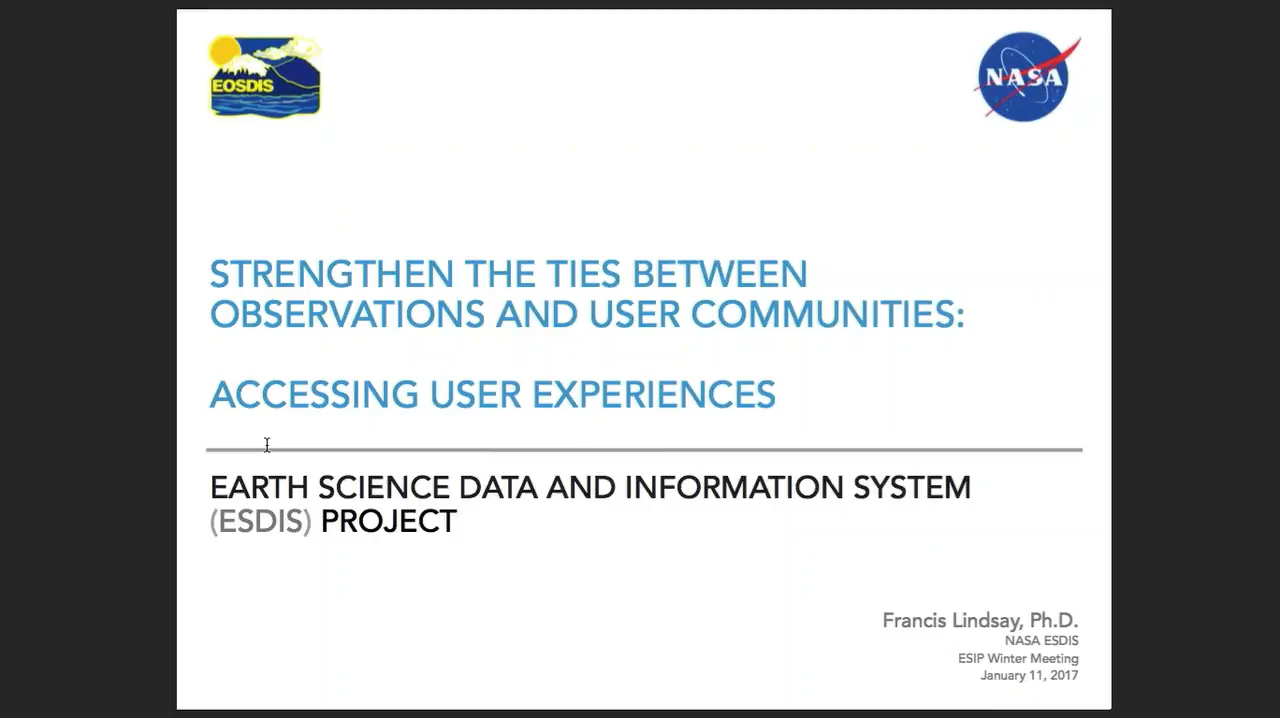 EOSDIS
NASA
STRENGTHEN THE TIES BETWEEN
OBSERVATIONS AND USER COMMUNITIES:
ACCESSING USER EXPERIENCES
EARTH SCIENCE DATA AND INFORMATION SYSTEM
(ESDIS) PROJECT
Francis Lindsay, Ph.D.
NASA ESDIS
ESIP Winter Meeting
January 11, 2017